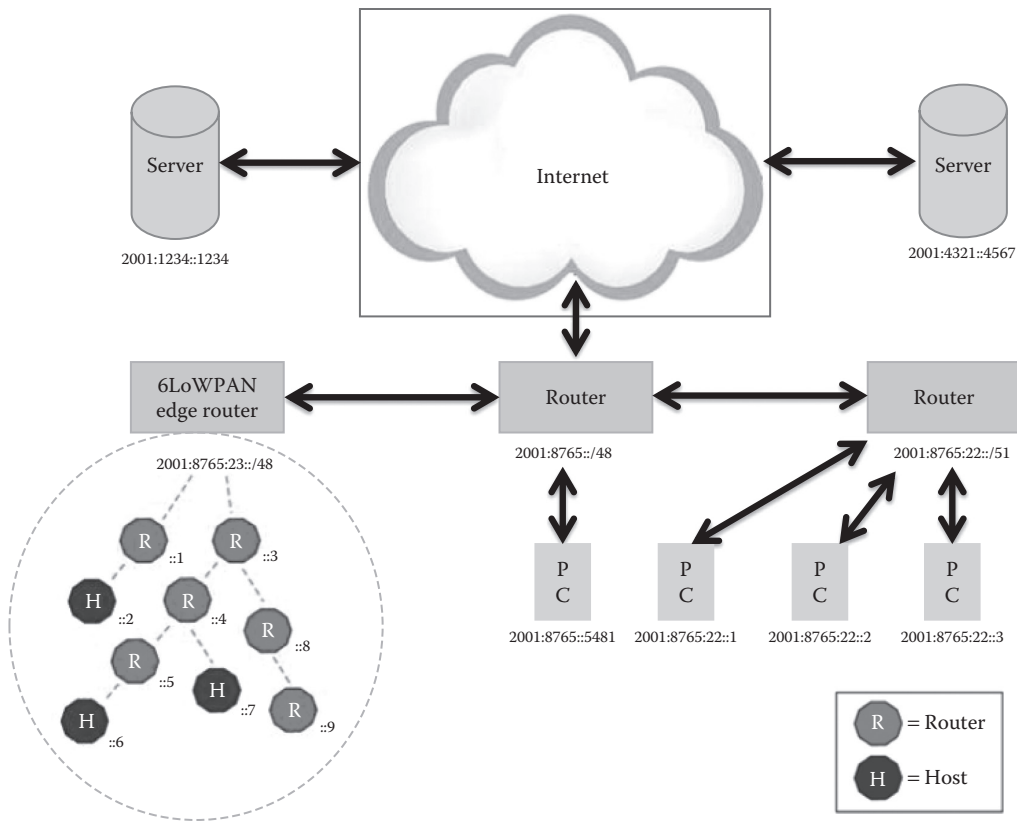 Server
Internet
Server
2001:1234::1234
2001:4321::4567
6LoWPAN
edge router
Router
Router
2001:8765:23::/48
2001:8765::/48
2001:8765:22::/51
R
::1
R
::3
H
::2
R
::4
R
::8
R
::5
H
::7
R
::9
H
::6
P
C
P
C
P
C
P
C
2001:8765::5481
2001:8765:22::1
2001:8765:22::2
2001:8765:22::3
R = Router
H = Host